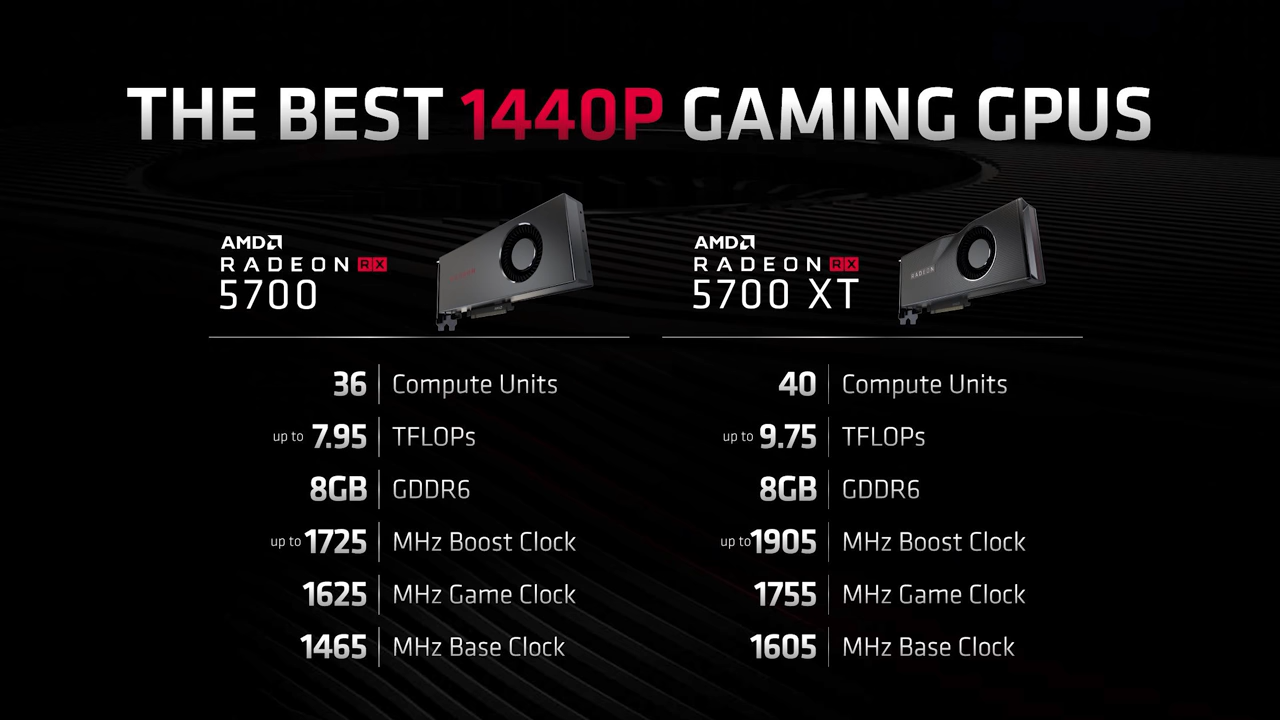 THE BEST 1440P GAMING GPUS
AMD
RADEON RX
5700
36 Compute Units
up to 7.95 TFLOPs
8GB GDDR6
up to 1725 MHz Boost Clock
1625 MHz Game Clock
1465 MHz Base Clock
AMD
RADEON RX
5700 XT
RADEON
40 Compute Units
up to 9.75 TFLOPs
8GB GDDR6
up to 1905 MHz Boost Clock
1755 MHz Game Clock
1605 MHz Base Clock